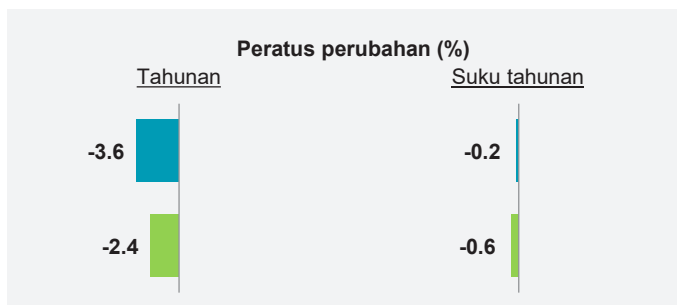 Peratus perubahan (%)
Tahunan
Suku tahunan
-3.6
-0.2
-2.4
-0.6